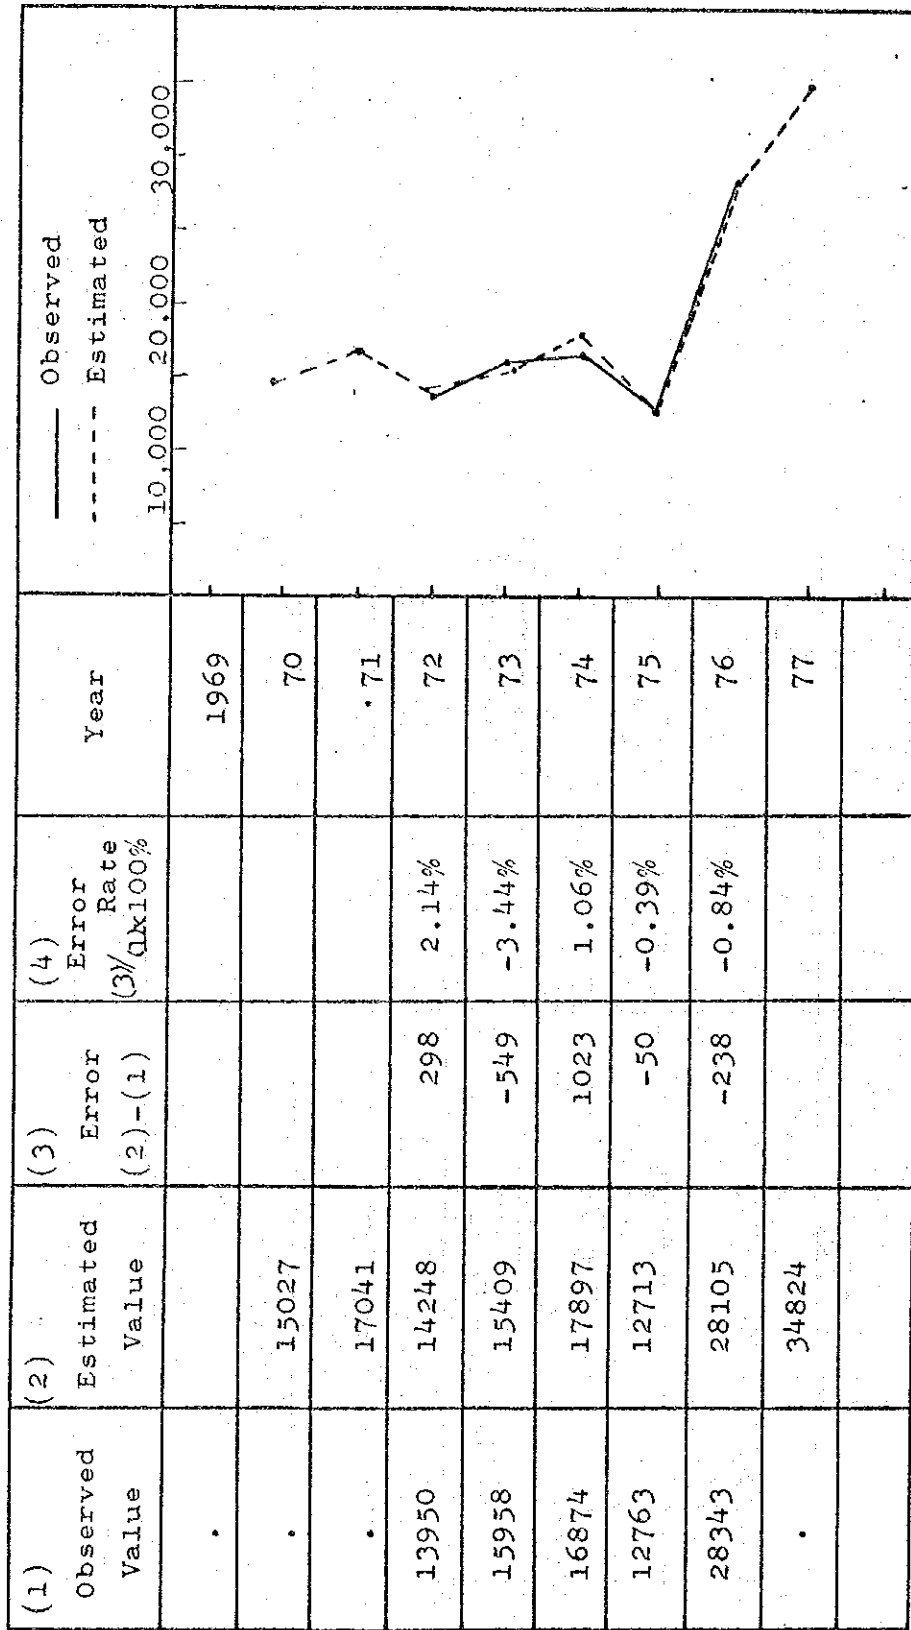 (1)
Observed
Value
(2)
Estimated
Value
(3)
Error
(2)-(1)
(4)
Error
Rate
(3)/(1)x100%
Year
—— Observed
----- Estimated
10,000 20,000 30,000
. 1969
. 15027 70
. 17041 71
13950 14248 298 2.14% 72
15958 15409 -549 -3.44% 73
16874 17897 1023 1.06% 74
12763 12713 -50 -0.39% 75
28343 28105 -238 -0.84% 76
. 34824 77